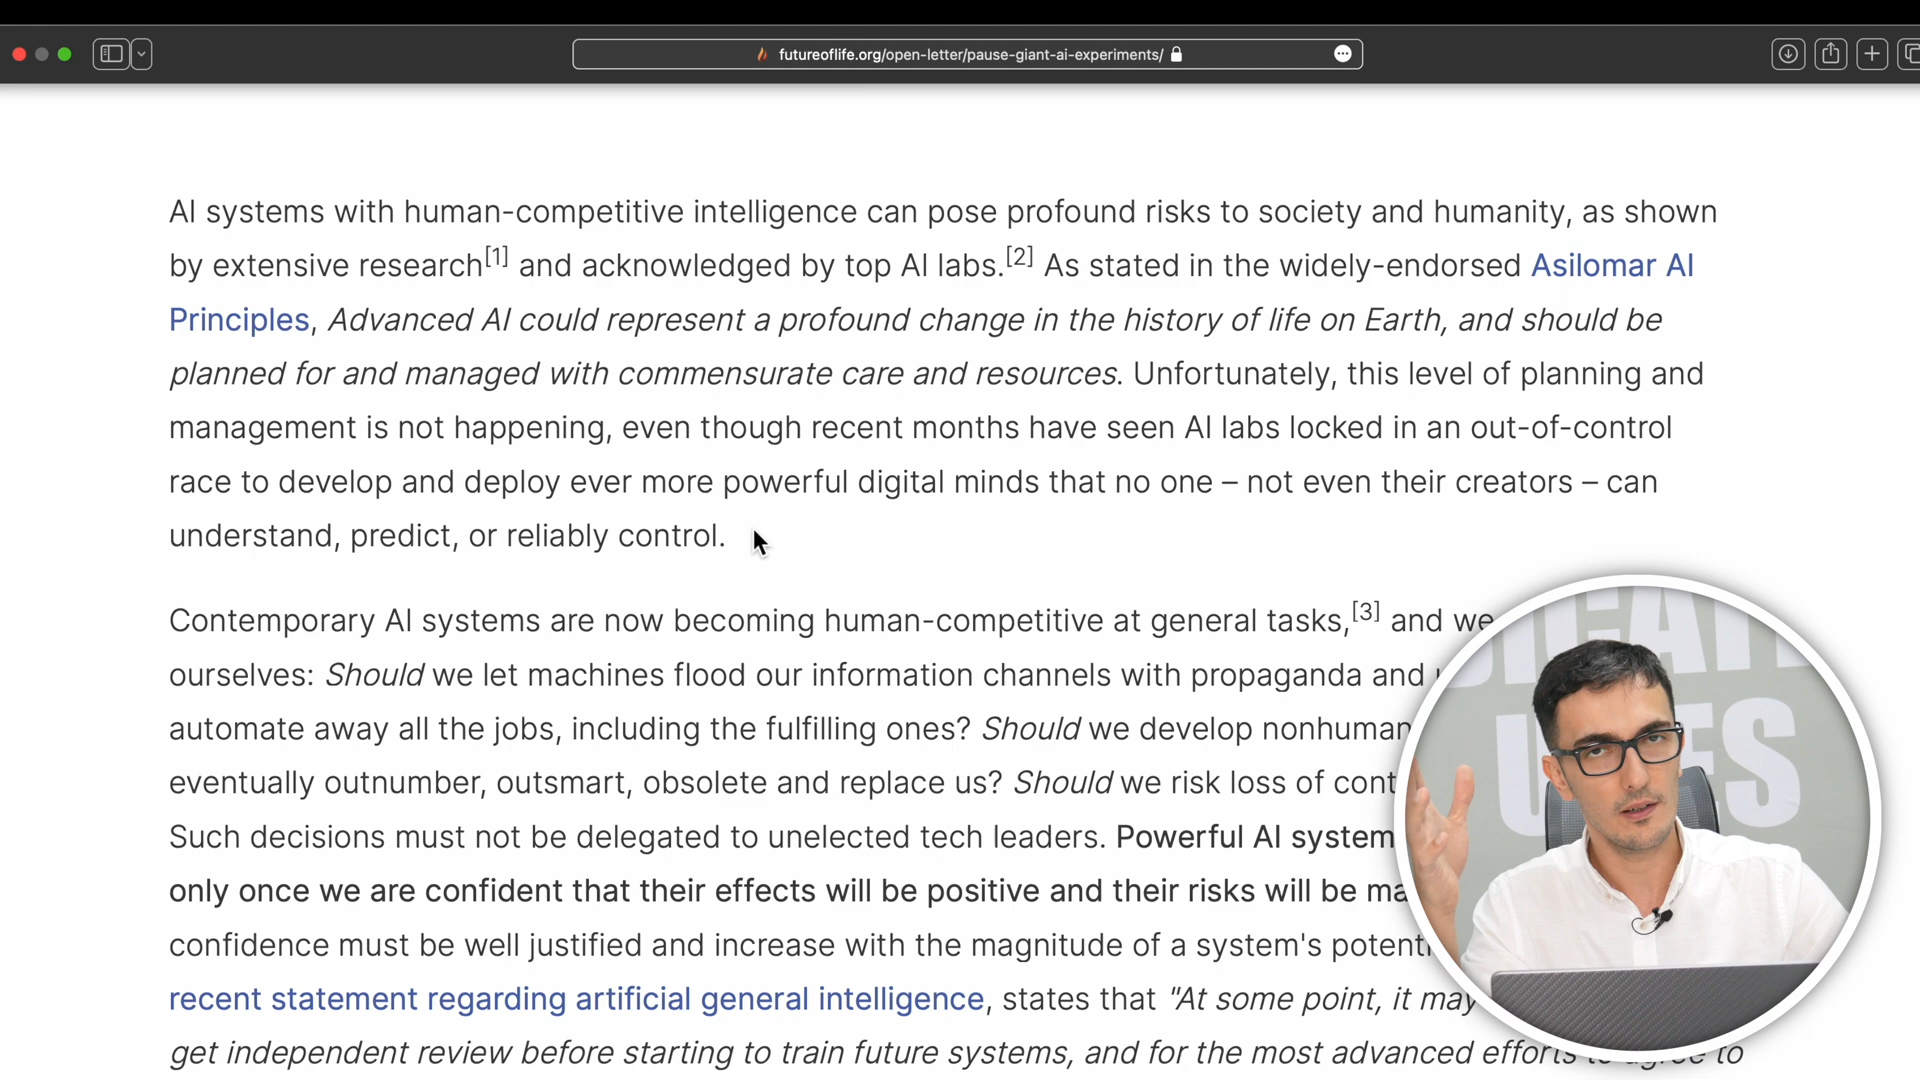 futureoflife.org/open-letter/pause-giant-ai-experiments/
AI systems with human-competitive intelligence can pose profound risks to society and humanity, as shown
by extensive research[1] and acknowledged by top AI labs.[2] As stated in the widely-endorsed Asilomar AI
Principles, Advanced AI could represent a profound change in the history of life on Earth, and should be
planned for and managed with commensurate care and resources. Unfortunately, this level of planning and
management is not happening, even though recent months have seen AI labs locked in an out-of-control
race to develop and deploy ever more powerful digital minds that no one – not even their creators – can
understand, predict, or reliably control.
Contemporary AI systems are now becoming human-competitive at general tasks,[3] and we
ourselves: Should we let machines flood our information channels with propaganda and
automate away all the jobs, including the fulfilling ones? Should we develop nonhuman
eventually outnumber, outsmart, obsolete and replace us? Should we risk loss of cont
Such decisions must not be delegated to unelected tech leaders. Powerful AI system
only once we are confident that their effects will be positive and their risks will be ma
confidence must be well justified and increase with the magnitude of a system's potenti
recent statement regarding artificial general intelligence, states that "At some point, it may
get independent review before starting to train future systems, and for the most advanced efforts to agree to